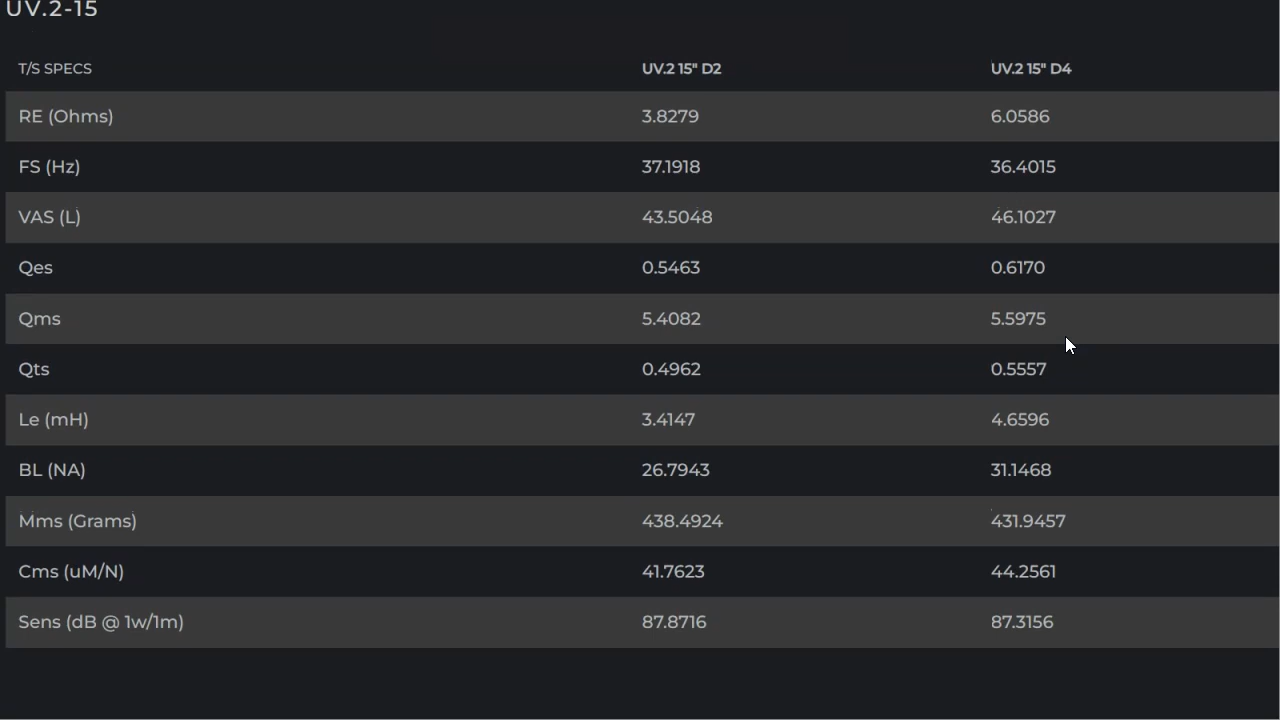 UV.2-15
T/S SPECS UV.2 15" D2 UV.2 15" D4
RE (Ohms) 3.8279 6.0586
FS (Hz) 37.1918 36.4015
VAS (L) 43.5048 46.1027
Qes 0.5463 0.6170
Qms 5.4082 5.5975
Qts 0.4962 0.5557
Le (mH) 3.4147 4.6596
BL (NA) 26.7943 31.1468
Mms (Grams) 438.4924 431.9457
Cms (uM/N) 41.7623 44.2561
Sens (dB @ 1w/1m) 87.8716 87.3156